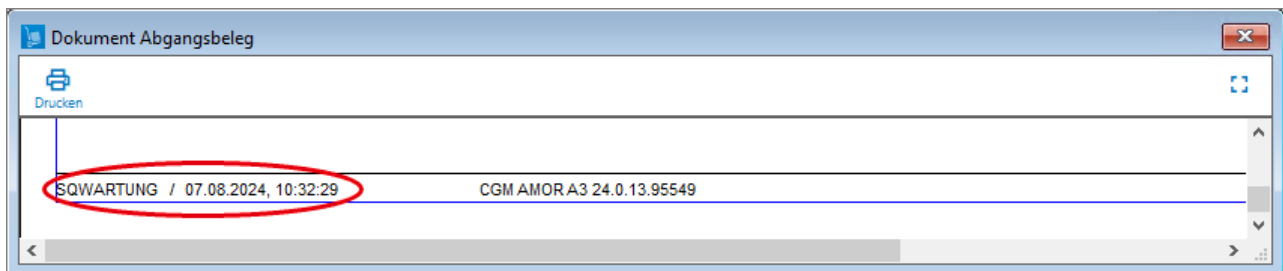 Dokument Abgangsbeleg
Drucken
SQWARTUNG / 07.08.2024, 10:32:29 CGM AMOR A3 24.0.13.95549